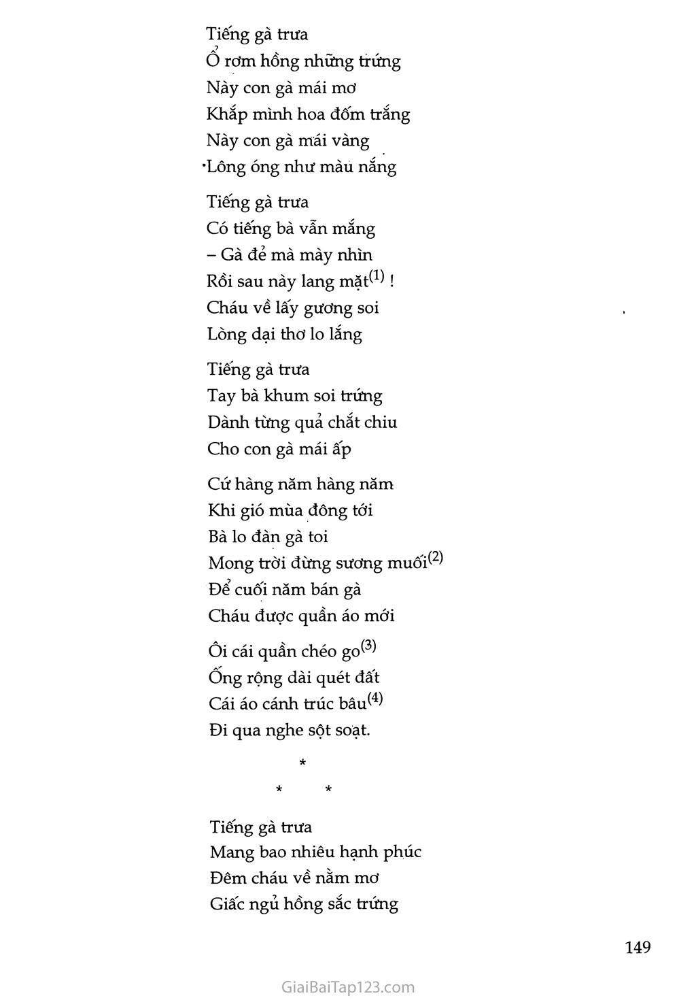 Tiếng gà trưa
Ổ rơm hồng những trứng
Này con gà mái mơ
Khắp mình hoa đốm trắng
Này con gà mái vàng
Lông óng như màu nắng
Tiếng gà trưa
Có tiếng bà vẫn mắng
– Gà đẻ mà mày nhìn
Rồi sau này lang mặt(1) !
Cháu về lấy gương soi
Lòng dại thơ lo lắng
Tiếng gà trưa
Tay bà khum soi trứng
Dành từng quả chắt chiu
Cho con gà mái ấp
Cứ hàng năm hàng năm
Khi gió mùa đông tới
Bà lo đàn gà toi
Mong trời đừng sương muối(2)
Để cuối năm bán gà
Cháu được quần áo mới
Ôi cái quần chéo go(3)
Ống rộng dài quét đất
Cái áo cánh trúc bâu(4)
Đi qua nghe sột soạt.
*
* *
Tiếng gà trưa
Mang bao nhiêu hạnh phúc
Đêm cháu về nằm mơ
Giấc ngủ hồng sắc trứng
149
GiaiBaiTap123.com